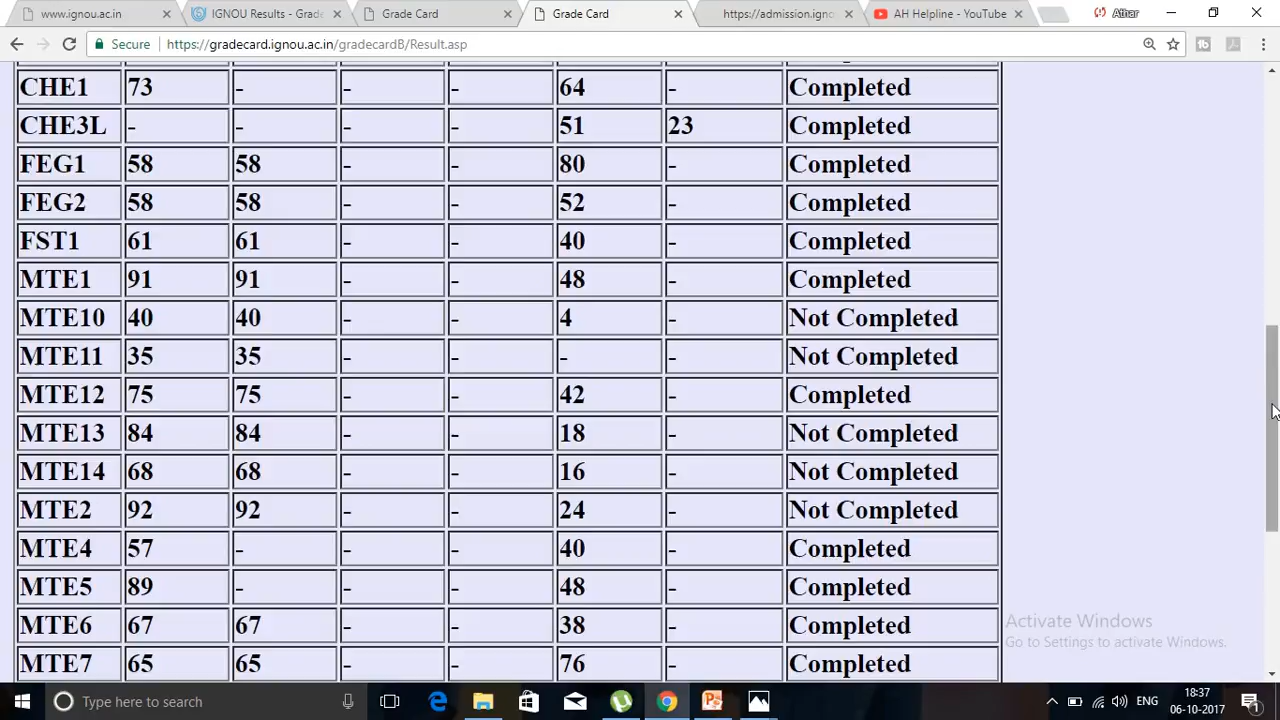 www.ignou.ac.in
IGNOU Results - Grade
Grade Card
Grade Card
https://admission.igno
AH Helpline - YouTube
Athar
Secure
https://gradecard.ignou.ac.in/gradecardB/Result.asp
CHE1 73 - - - 64 - Completed
CHE3L - - - - 51 23 Completed
FEG1 58 58 - - 80 - Completed
FEG2 58 58 - - 52 - Completed
FST1 61 61 - - 40 - Completed
MTE1 91 91 - - 48 - Completed
MTE10 40 40 - - 4 - Not Completed
MTE11 35 35 - - - - Not Completed
MTE12 75 75 - - 42 - Completed
MTE13 84 84 - - 18 - Not Completed
MTE14 68 68 - - 16 - Not Completed
MTE2 92 92 - - 24 - Not Completed
MTE4 57 - - - 40 - Completed
MTE5 89 - - - 48 - Completed
MTE6 67 67 - - 38 - Completed
MTE7 65 65 - - 76 - Completed
Activate Windows
Go to Settings to activate Windows.
Type here to search
ENG
18:37
06-10-2017